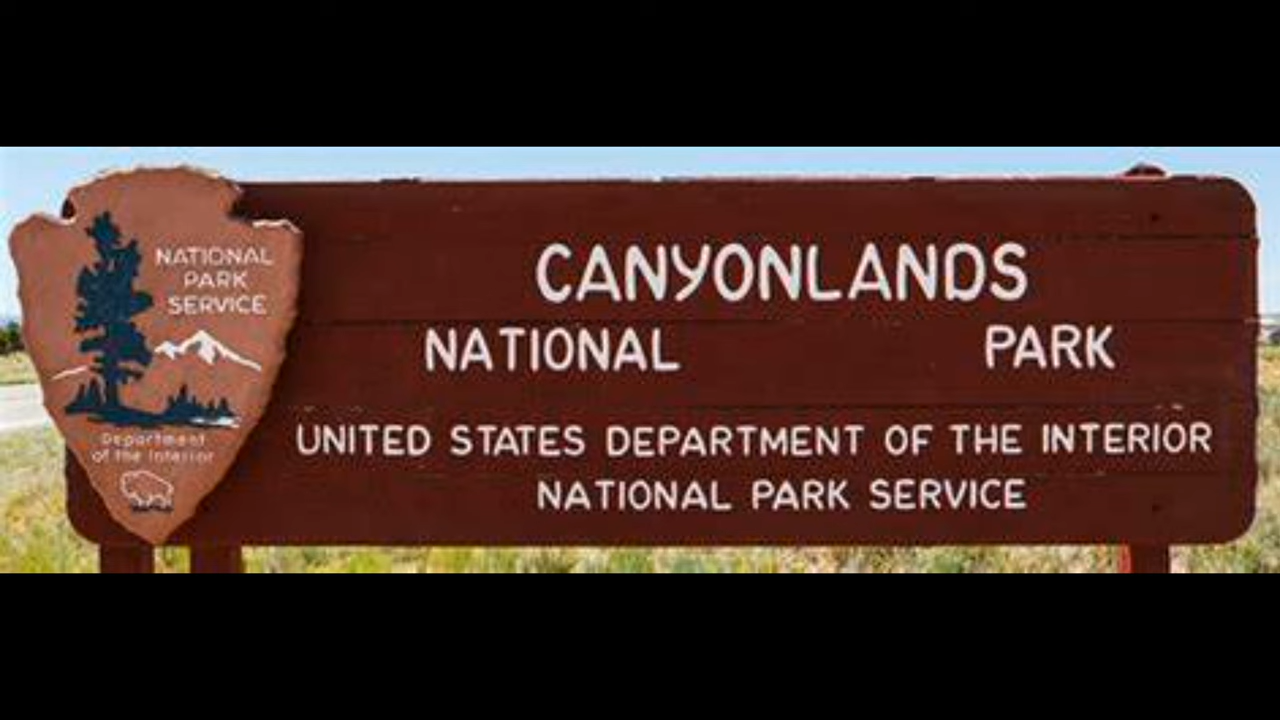 NATIONAL
PARK
SERVICE
Department
of the Interior
CANYONLANDS
NATIONAL PARK
UNITED STATES DEPARTMENT OF THE INTERIOR
NATIONAL PARK SERVICE